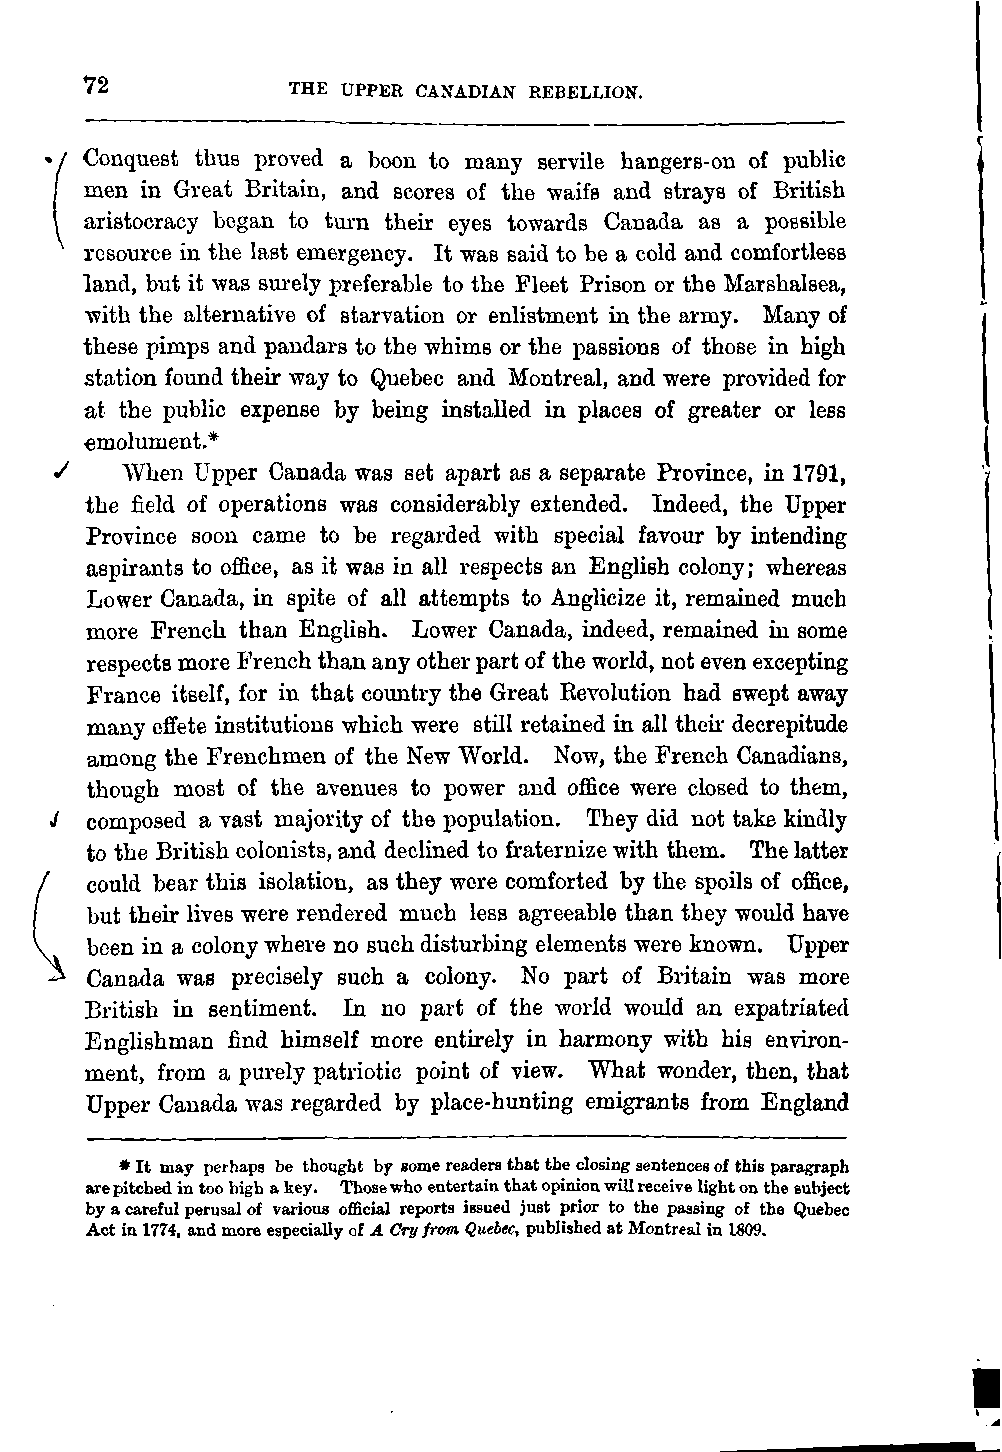 72
THE UPPER CANADIAN REBELLION.
Conquest thus proved a boon to many servile hangers-on of public
men in Great Britain, and scores of the waifs and strays of British
aristocracy began to turn their eyes towards Canada as a possible
resource in the last emergency. It was said to be a cold and comfortless
land, but it was surely preferable to the Fleet Prison or the Marshalsea,
with the alternative of starvation or enlistment in the army. Many of
these pimps and pandars to the whims or the passions of those in high
station found their way to Quebec and Montreal, and were provided for
at the public expense by being installed in places of greater or less
emolument.*
When Upper Canada was set apart as a separate Province, in 1791,
the field of operations was considerably extended. Indeed, the Upper
Province soon came to be regarded with special favour by intending
aspirants to office, as it was in all respects an English colony; whereas
Lower Canada, in spite of all attempts to Anglicize it, remained much
more French than English. Lower Canada, indeed, remained in some
respects more French than any other part of the world, not even excepting
France itself, for in that country the Great Revolution had swept away
many effete institutions which were still retained in all their decrepitude
among the Frenchmen of the New World. Now, the French Canadians,
though most of the avenues to power and office were closed to them,
composed a vast majority of the population. They did not take kindly
to the British colonists, and declined to fraternize with them. The latter
could bear this isolation, as they were comforted by the spoils of office,
but their lives were rendered much less agreeable than they would have
been in a colony where no such disturbing elements were known. Upper
Canada was precisely such a colony. No part of Britain was more
British in sentiment. In no part of the world would an expatriated
Englishman find himself more entirely in harmony with his environ-
ment, from a purely patriotic point of view. What wonder, then, that
Upper Canada was regarded by place-hunting emigrants from England
* It may perhaps be thought by some readers that the closing sentences of this paragraph
are pitched in too high a key. Those who entertain that opinion will receive light on the subject
by a careful perusal of various official reports issued just prior to the passing of the Quebec
Act in 1774, and more especially of A Cry from Quebec, published at Montreal in 1809.